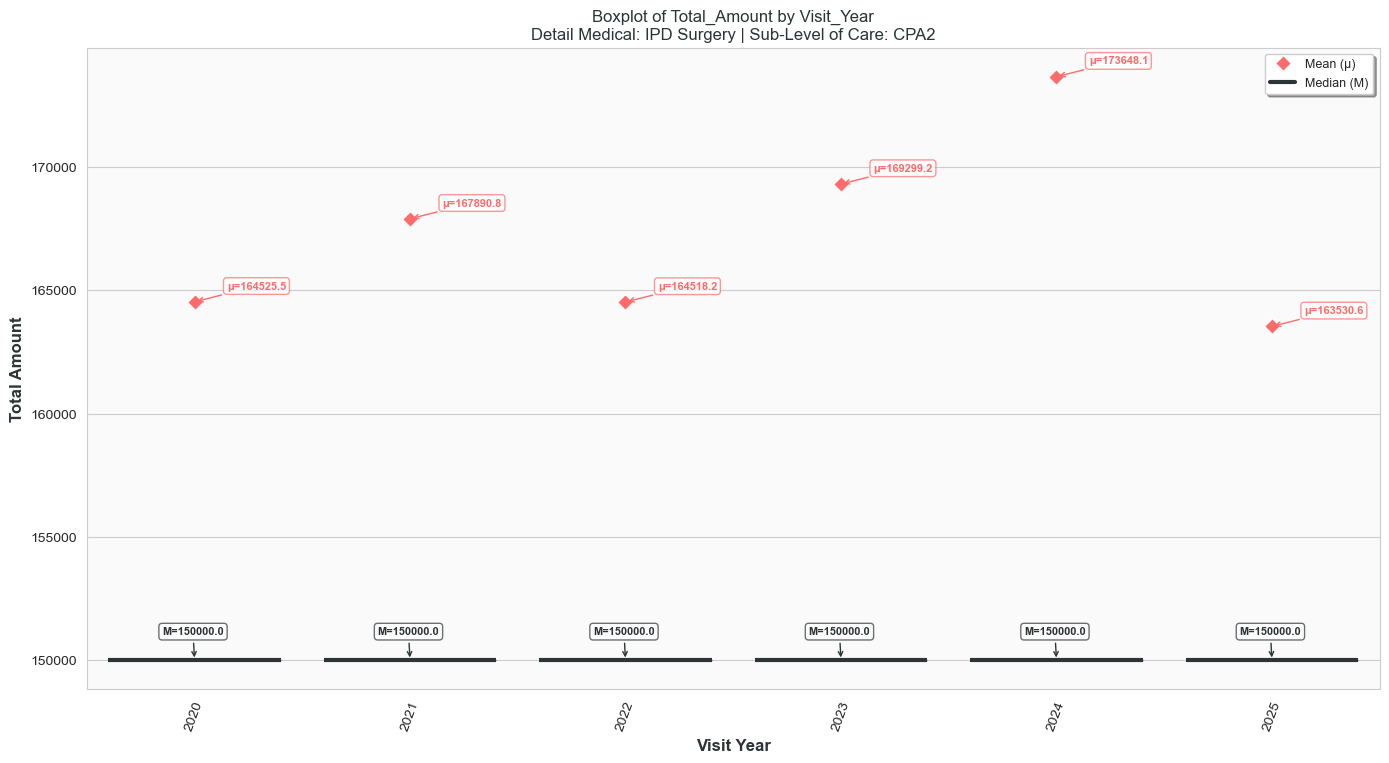 Boxplot of Total_Amount by Visit_Year
Detail Medical: IPD Surgery | Sub-Level of Care: CPA2
Mean (μ)
Median (M)
μ=173648.1
μ=169299.2
μ=167890.8
μ=164525.5
μ=164518.2
μ=163530.6
170000
165000
160000
155000
150000
Total Amount
M=150000.0
M=150000.0
M=150000.0
M=150000.0
M=150000.0
M=150000.0
2020
2021
2022
2023
2024
2025
Visit Year